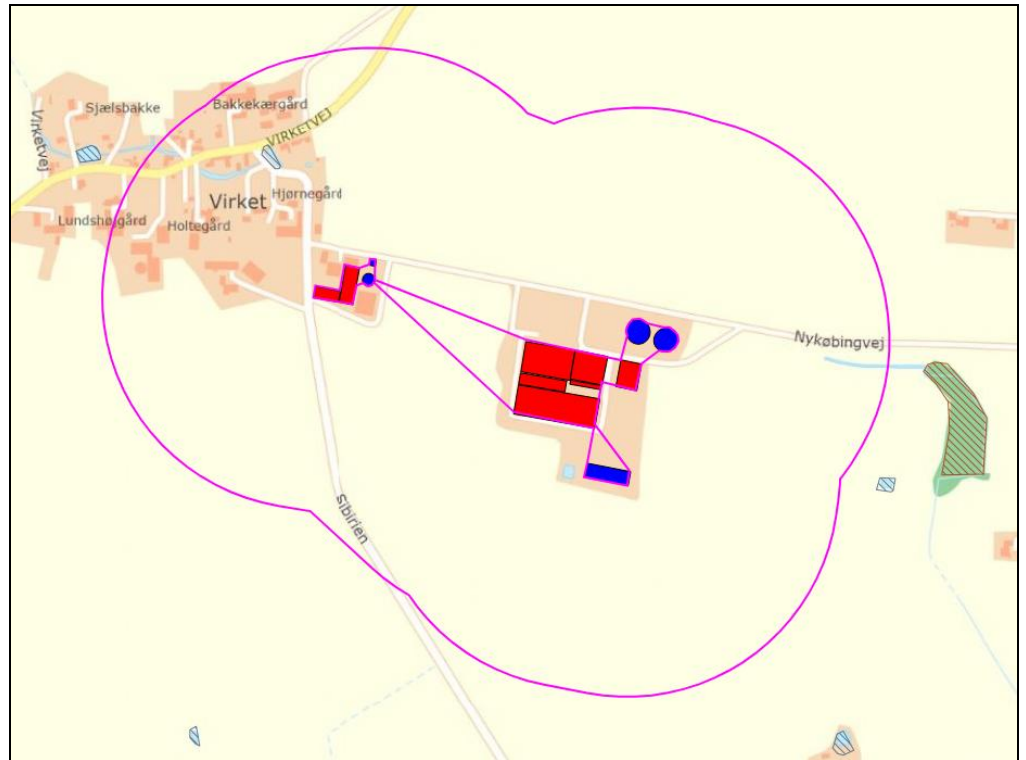 Sjælsbakke
Bakkekærgård
VIRKETVEJ
Virketvej
Virket
Hjørnegård
Lundshøjgård
Holtegård
Nykøbingvej
Sibirien